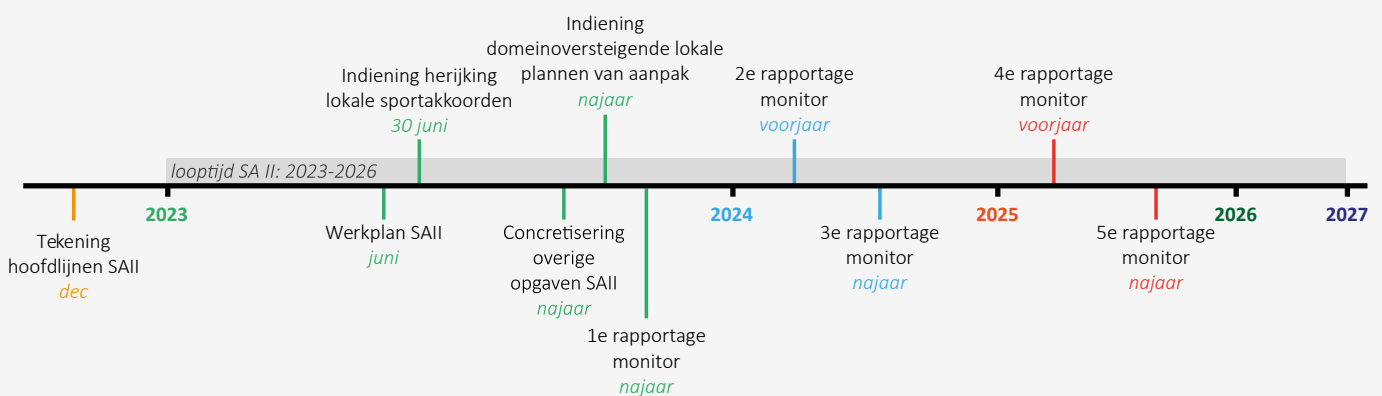 Indiening
domeinoversteigende lokale
plannen van aanpak
najaar
Indiening herijking
lokale sportakkoorden
30 juni
2e rapportage
monitor
voorjaar
4e rapportage
monitor
voorjaar
looptijd SA II: 2023-2026
2023
2024
2025
2026
2027
Tekening
hoofdlijnen SAII
dec
Werkplan SAII
juni
Concretisering
overige
opgaven SAII
najaar
1e rapportage
monitor
najaar
3e rapportage
monitor
najaar
5e rapportage
monitor
najaar